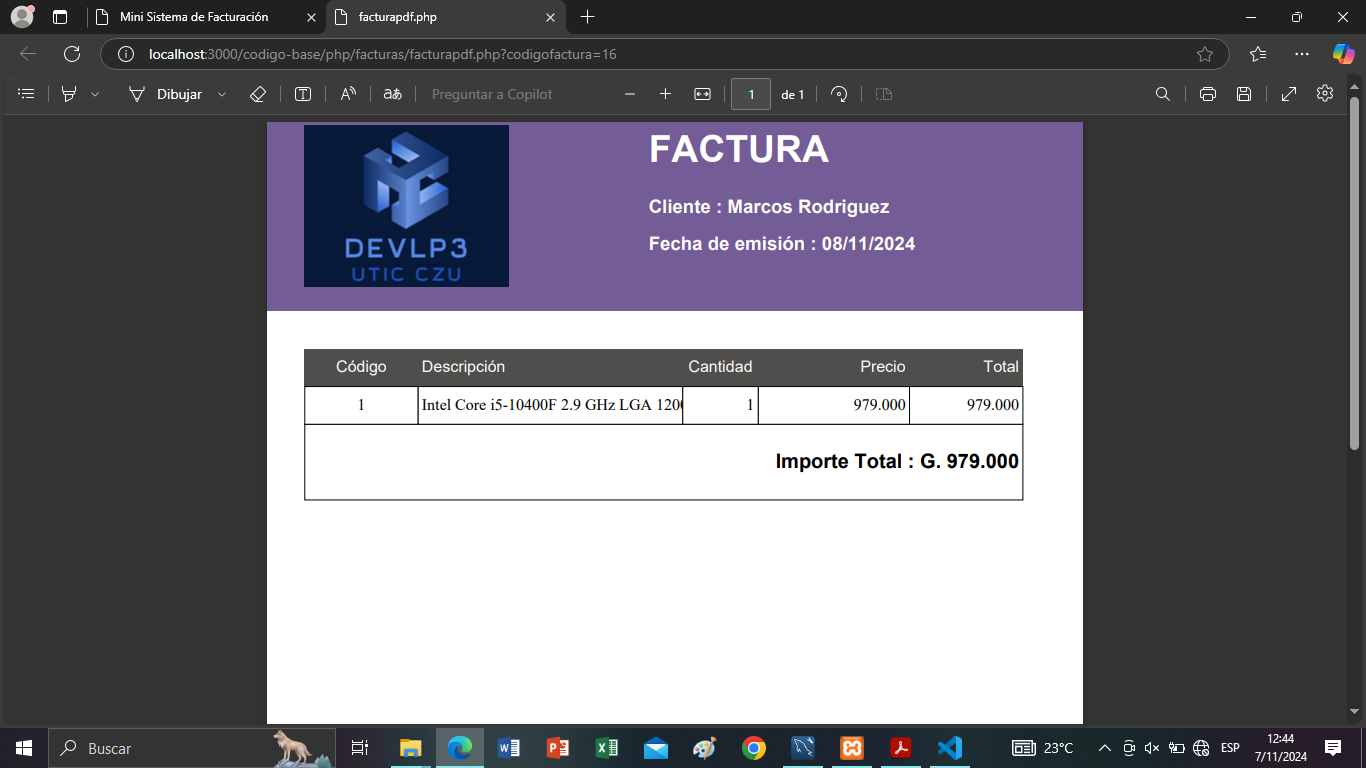 Mini Sistema de Facturación
facturapdf.php
localhost:3000/codigo-base/php/facturas/facturapdf.php?codigofactura=16
Dibujar
aあ
Preguntar a Copilot
1 de 1
DEVLP3
UTIC CZU
FACTURA
Cliente : Marcos Rodriguez
Fecha de emisión : 08/11/2024
Código Descripción Cantidad Precio Total
1 Intel Core i5-10400F 2.9 GHz LGA 120 1 979.000 979.000
Importe Total : G. 979.000
Buscar
23°C
ESP
12:44
7/11/2024